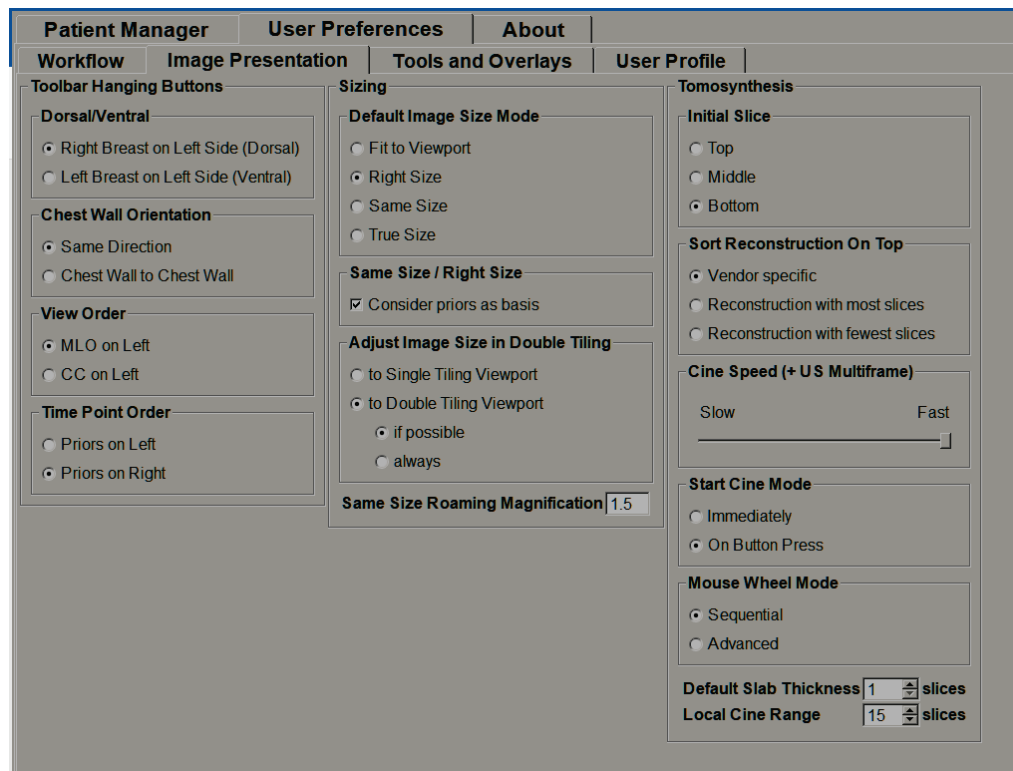 Patient Manager
User Preferences
About
Workflow
Image Presentation
Tools and Overlays
User Profile
Toolbar Hanging Buttons
Dorsal/Ventral
Right Breast on Left Side (Dorsal)
Left Breast on Left Side (Ventral)
Chest Wall Orientation
Same Direction
Chest Wall to Chest Wall
View Order
MLO on Left
CC on Left
Time Point Order
Priors on Left
Priors on Right
Sizing
Default Image Size Mode
Fit to Viewport
Right Size
Same Size
True Size
Same Size / Right Size
Consider priors as basis
Adjust Image Size in Double Tiling
to Single Tiling Viewport
to Double Tiling Viewport
if possible
always
Same Size Roaming Magnification 1.5
Tomosynthesis
Initial Slice
Top
Middle
Bottom
Sort Reconstruction On Top
Vendor specific
Reconstruction with most slices
Reconstruction with fewest slices
Cine Speed (+ US Multiframe)
Slow Fast
Start Cine Mode
Immediately
On Button Press
Mouse Wheel Mode
Sequential
Advanced
Default Slab Thickness 1 slices
Local Cine Range 15 slices